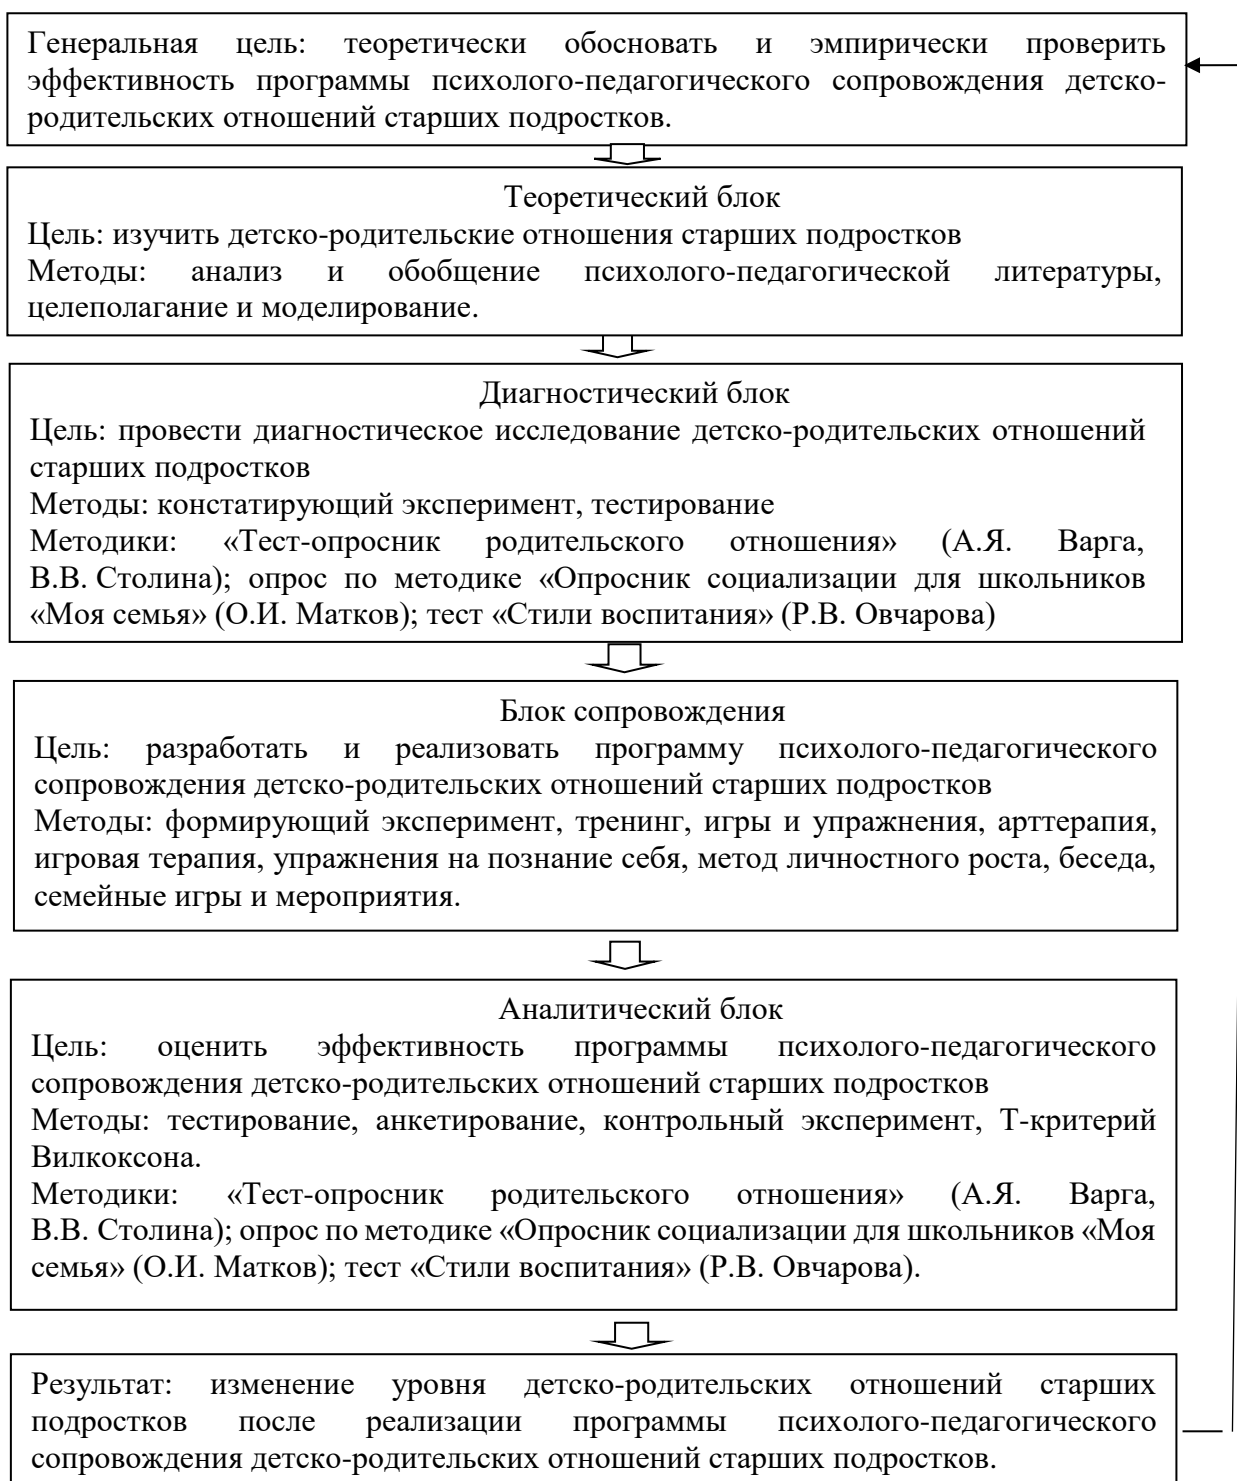 Генеральная цель: теоретически обосновать и эмпирически проверить
эффективность программы психолого-педагогического сопровождения детско-
родительских отношений старших подростков.
Теоретический блок
Цель: изучить детско-родительские отношения старших подростков
Методы: анализ и обобщение психолого-педагогической литературы,
целеполагание и моделирование.
Диагностический блок
Цель: провести диагностическое исследование детско-родительских отношений
старших подростков
Методы: констатирующий эксперимент, тестирование
Методики: «Тест-опросник родительского отношения» (А.Я. Варга,
В.В. Столина); опрос по методике «Опросник социализации для школьников
«Моя семья» (О.И. Матков); тест «Стили воспитания» (Р.В. Овчарова)
Блок сопровождения
Цель: разработать и реализовать программу психолого-педагогического
сопровождения детско-родительских отношений старших подростков
Методы: формирующий эксперимент, тренинг, игры и упражнения, арттерапия,
игровая терапия, упражнения на познание себя, метод личностного роста, беседа,
семейные игры и мероприятия.
Аналитический блок
Цель: оценить эффективность программы психолого-педагогического
сопровождения детско-родительских отношений старших подростков
Методы: тестирование, анкетирование, контрольный эксперимент, Т-критерий
Вилкоксона.
Методики: «Тест-опросник родительского отношения» (А.Я. Варга,
В.В. Столина); опрос по методике «Опросник социализации для школьников «Моя
семья» (О.И. Матков); тест «Стили воспитания» (Р.В. Овчарова).
Результат: изменение уровня детско-родительских отношений старших
подростков после реализации программы психолого-педагогического
сопровождения детско-родительских отношений старших подростков.